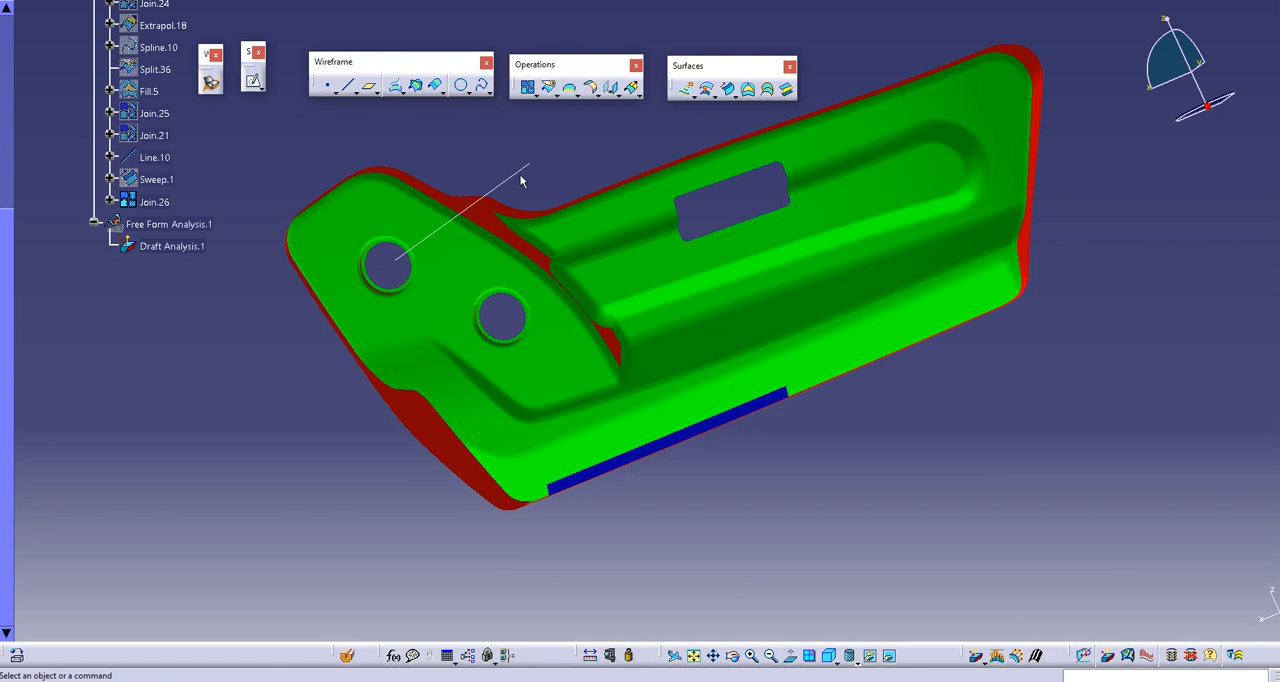 Join.24
Extrapol.18
Spline.10
Split.36
Fill.5
Join.25
Join.21
Line.10
Sweep.1
Join.26
Free Form Analysis.1
Draft Analysis.1
S
Wireframe
Operations
Surfaces
z
y
x
z
x
f(x)
Select an object or a command